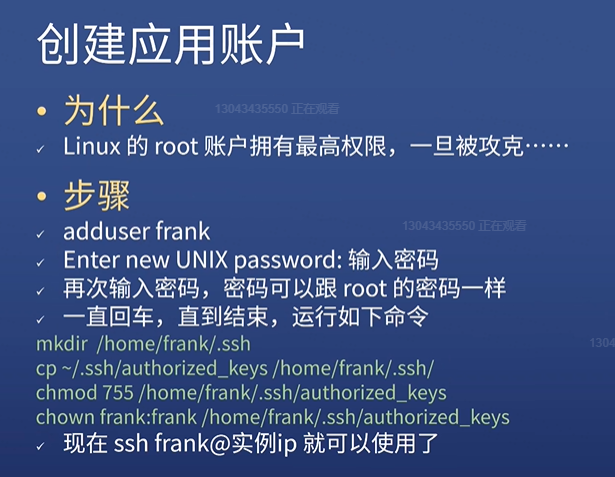 创建应用账户
• 为什么
13043435550 正在观看
✓ Linux 的 root 账户拥有最高权限，一旦被攻克……
• 步骤
13043435550 正在观看
✓ adduser frank
✓ Enter new UNIX password: 输入密码
✓ 再次输入密码，密码可以跟 root 的密码一样
✓ 一直回车，直到结束，运行如下命令
1304
mkdir /home/frank/.ssh
cp ~/.ssh/authorized_keys /home/frank/.ssh/
chmod 755 /home/frank/.ssh/authorized_keys
chown frank:frank /home/frank/.ssh/authorized_keys
✓ 现在 ssh frank@实例ip 就可以使用了